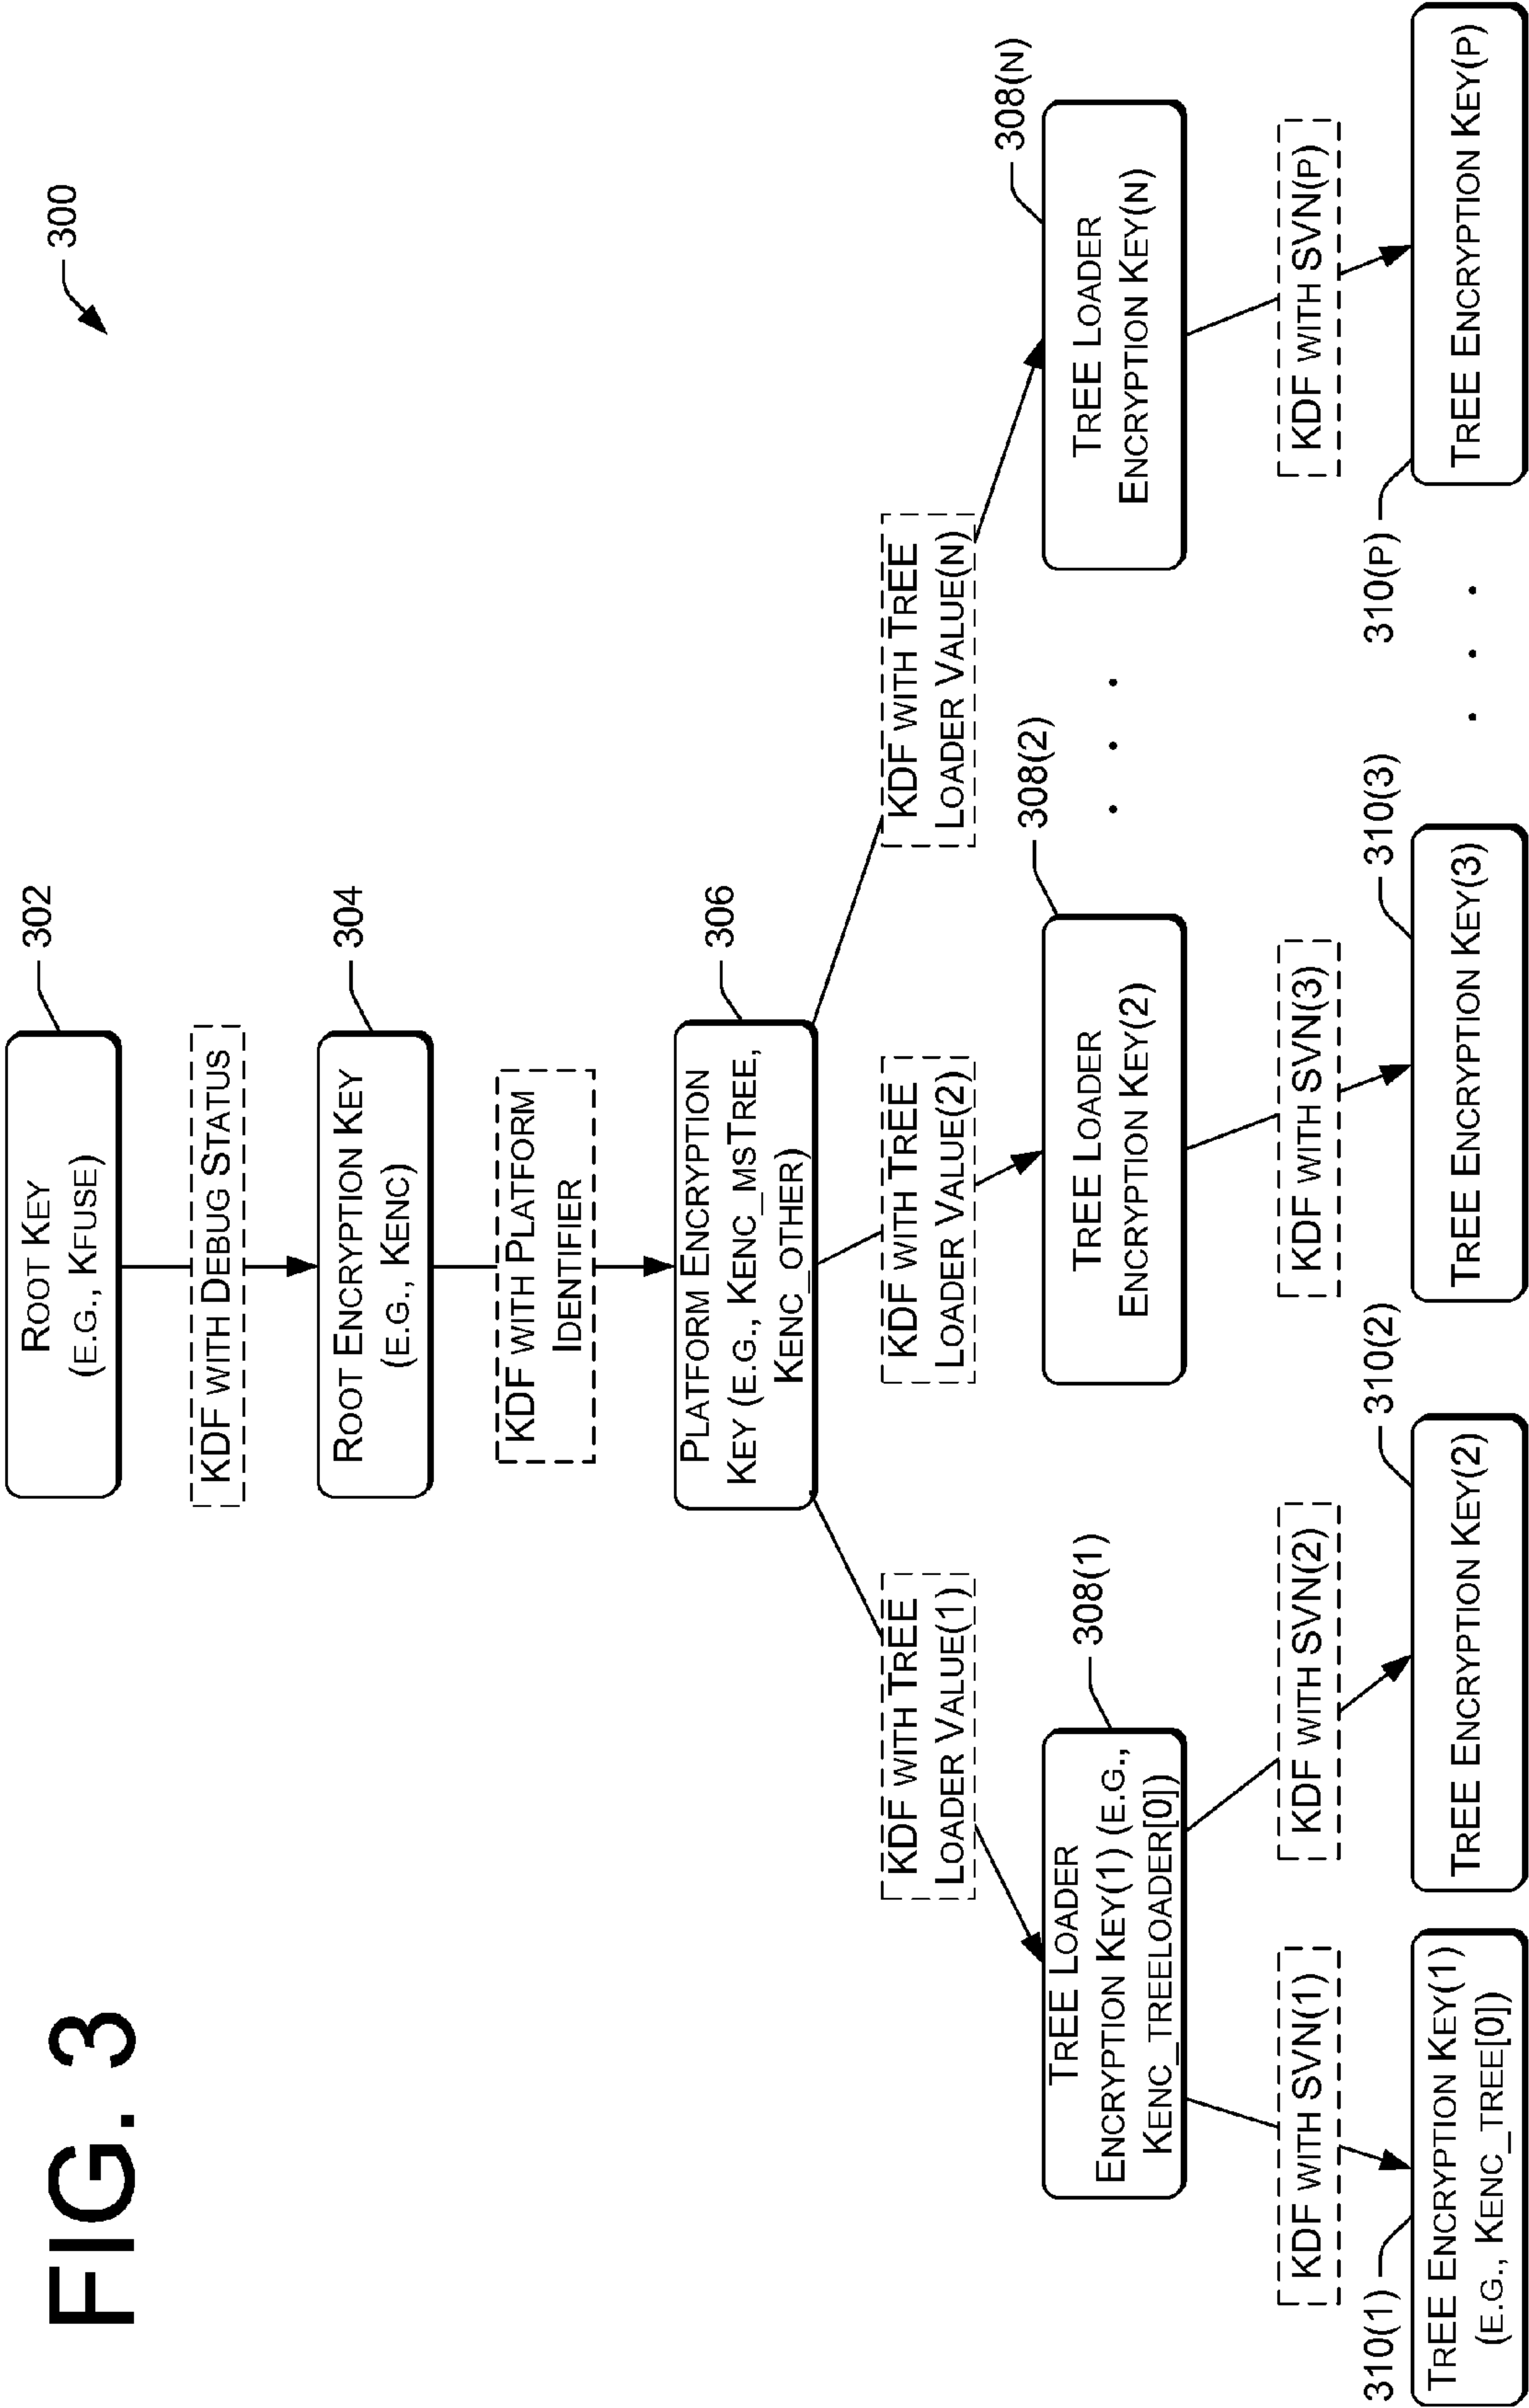 FIG. 3
300
ROOT KEY
(E.G., KFUSE)
302
KDF WITH DEBUG STATUS
ROOT ENCRYPTION KEY
(E.G., KENC)
304
KDF WITH PLATFORM
IDENTIFIER
PLATFORM ENCRYPTION
KEY (E.G., KENC_MSTREE,
KENC_OTHER)
306
KDF WITH TREE
LOADER VALUE(1)
KDF WITH TREE
LOADER VALUE(2)
KDF WITH TREE
LOADER VALUE(N)
TREE LOADER
ENCRYPTION KEY(1) (E.G.,
KENC_TREELOADER[0])
308(1)
TREE LOADER
ENCRYPTION KEY(2)
308(2)
. . .
TREE LOADER
ENCRYPTION KEY(N)
308(N)
KDF WITH SVN(1)
KDF WITH SVN(2)
KDF WITH SVN(3)
KDF WITH SVN(P)
310(1)
TREE ENCRYPTION KEY(1)
(E.G., KENC_TREE[0])
310(2)
TREE ENCRYPTION KEY(2)
310(3)
TREE ENCRYPTION KEY(3)
. . .
310(P)
TREE ENCRYPTION KEY(P)